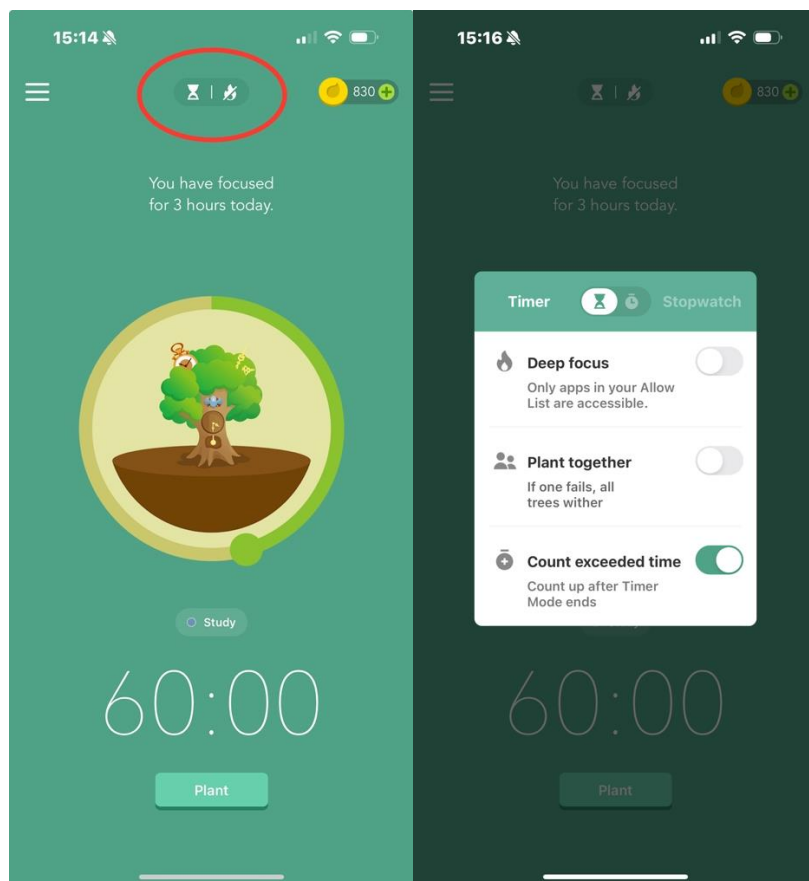 15:14
830
You have focused
for 3 hours today.
Study
60:00
Plant
15:16
830
You have focused
for 3 hours today.
Timer
Stopwatch
Deep focus
Only apps in your Allow
List are accessible.
Plant together
If one fails, all
trees wither
Count exceeded time
Count up after Timer
Mode ends
60:00
Plant